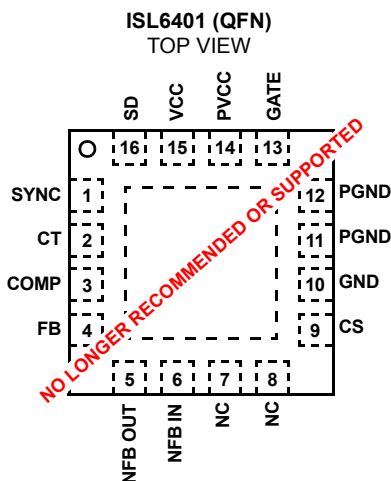 ISL6401 (QFN)
TOP VIEW
SD
VCC
PVCC
GATE
16
15
14
13
SYNC
1
CT
2
COMP
3
FB
4
12
PGND
11
PGND
10
GND
9
CS
5
6
7
8
NFB OUT
NFB IN
NC
NC
NO LONGER RECOMMENDED OR SUPPORTED